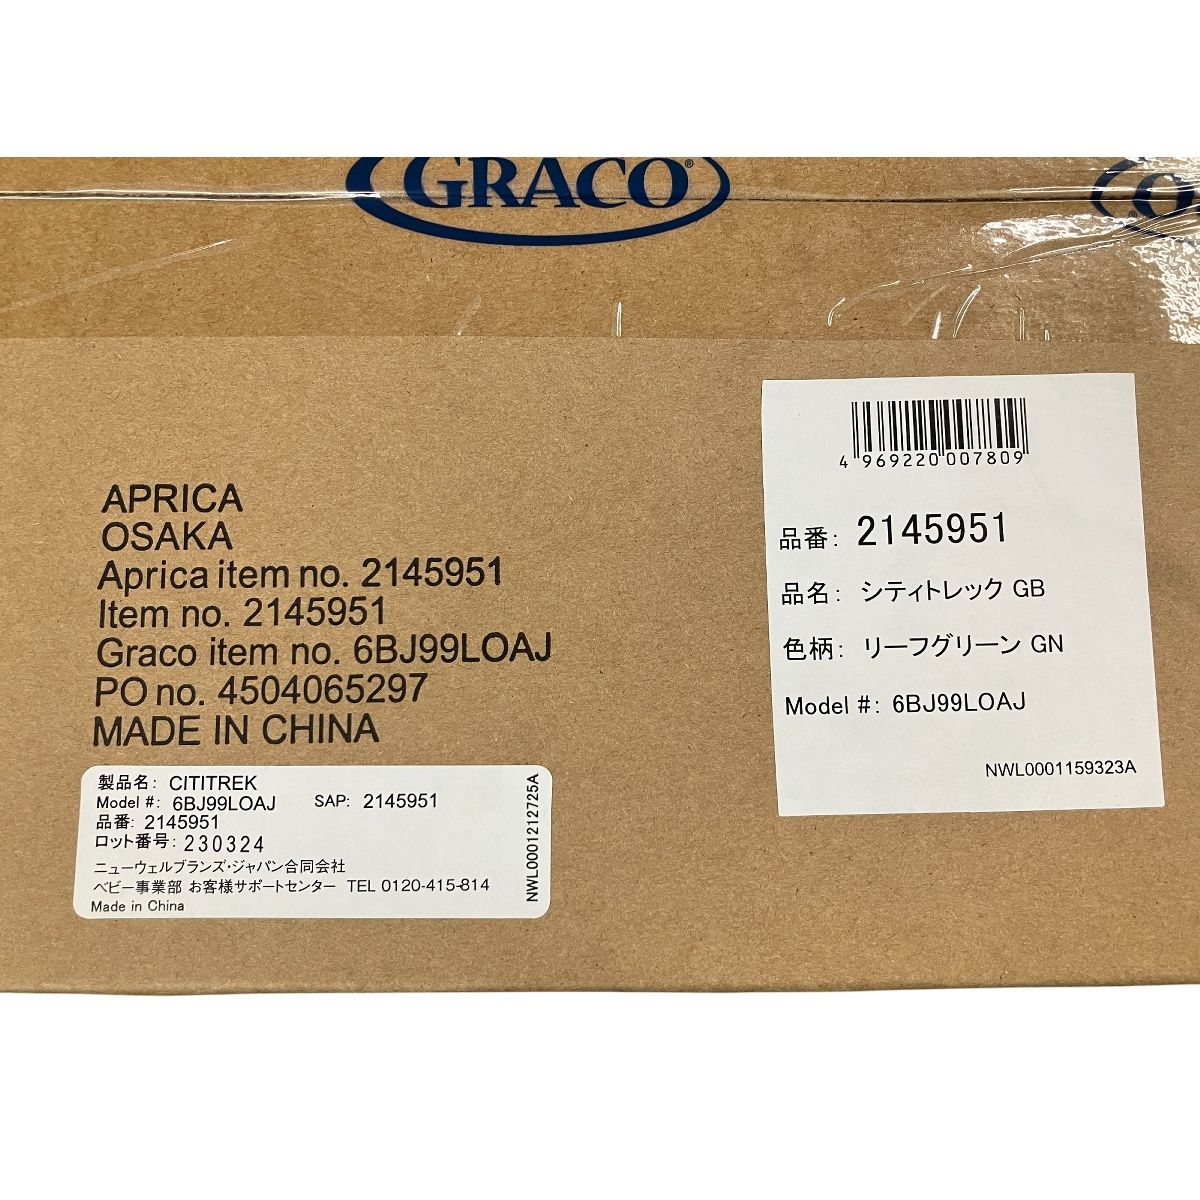 GRACO®
APRICA
OSAKA
Aprica item no. 2145951
Item no. 2145951
Graco item no. 6BJ99LOAJ
PO no. 4504065297
MADE IN CHINA
製品名: CITITREK
Model #: 6BJ99LOAJ SAP: 2145951
品番: 2145951
ロット番号: 230324
ニューウェルブランズ・ジャパン合同会社
ベビー事業部 お客様サポートセンター TEL 0120-415-814
Made in China
NWL0001212725A
4 969220 007809
品番: 2145951
品名: シティトレック GB
色柄: リーフグリーン GN
Model #: 6BJ99LOAJ
NWL0001159323A